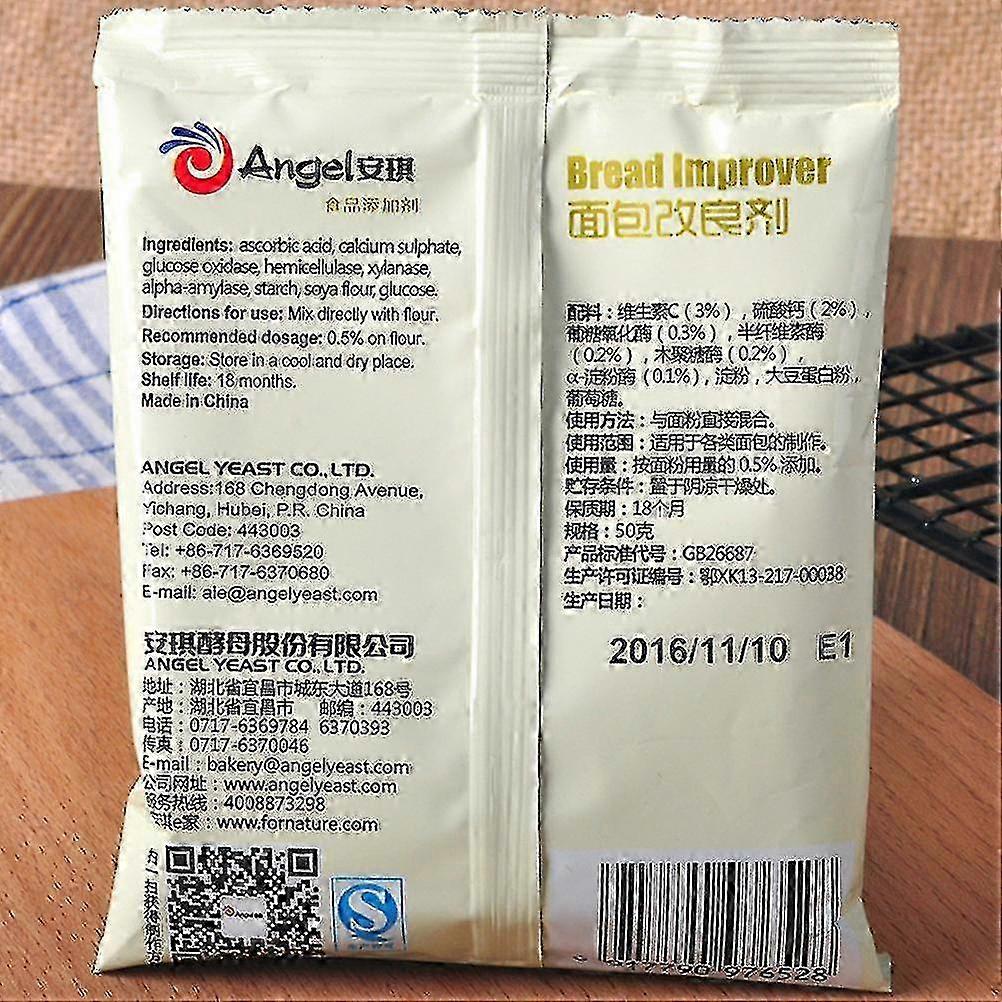 Angel安琪
食品添加剂
Ingredients: ascorbic acid, calcium sulphate,
glucose oxidase, hemicellulase, xylanase,
alpha-amylase, starch, soya flour, glucose.
Directions for use: Mix directly with flour.
Recommended dosage: 0.5% on flour.
Storage: Store in a cool and dry place.
Shelf life: 18 months.
Made in China
ANGEL YEAST CO., LTD.
Address:168 Chengdong Avenue,
Yichang, Hubei, P.R. China
Post Code: 443003
Tel: +86-717-6369520
Fax: +86-717-6370680
E-mail: aie@angelyeast.com
安琪酵母股份有限公司
ANGEL YEAST CO., LTD.
地址：湖北省宜昌市城东大道168号
产地：湖北省宜昌市 邮编：443003
电话：0717-6369784 6370393
传真：0717-6370046
E-mail：bakery@angelyeast.com
公司网址：www.angelyeast.com
服务热线：4008873298
琪e家：www.fornature.com
Bread Improver
面包改良剂
配料：维生素C（3%），硫酸钙（2%），
葡糖氧化酶（0.3%），半纤维素酶
（0.2%），木聚糖酶（0.2%），
α-淀粉酶（0.1%），淀粉，大豆蛋白粉，
葡萄糖。
使用方法：与面粉直接混合。
使用范围：适用于各类面包的制作。
使用量：按面粉用量的0.5%添加。
贮存条件：置于阴凉干燥处。
保质期：18个月
规格：50克
产品标准代号：GB26687
生产许可证编号：鄂XK13-217-00038
生产日期：
2016/11/10 E1
976528